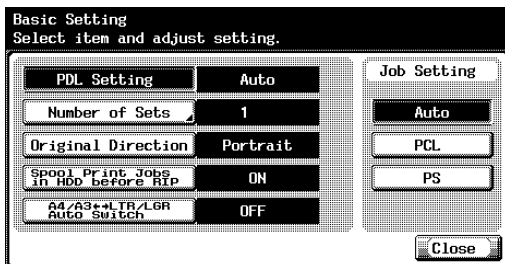 Basic Setting
Select item and adjust setting.
PDL Setting Auto
Number of Sets 1
Original Direction Portrait
Spool Print Jobs
in HDD before RIP ON
A4/A3↔LTR/LGR
Auto Switch OFF
Job Setting
Auto
PCL
PS
Close